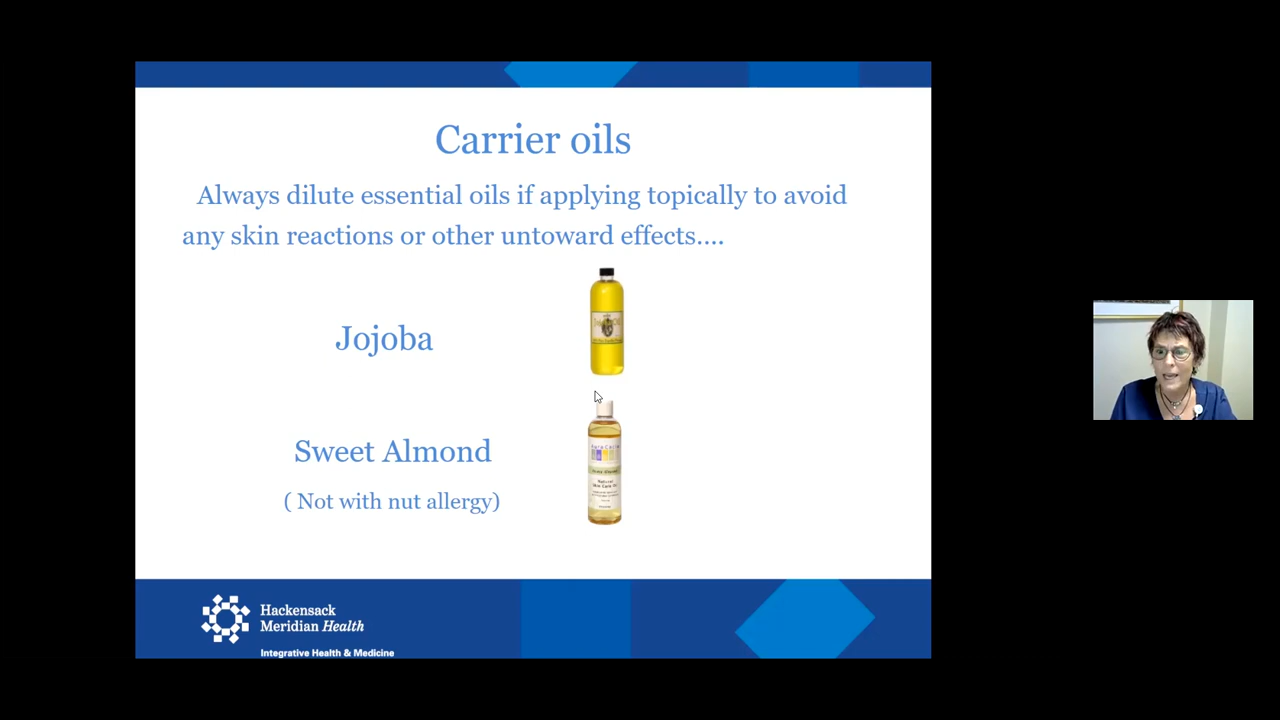 Carrier oils
Always dilute essential oils if applying topically to avoid
any skin reactions or other untoward effects....
Jojoba
Sweet Almond
( Not with nut allergy)
Hackensack
Meridian Health
Integrative Health & Medicine